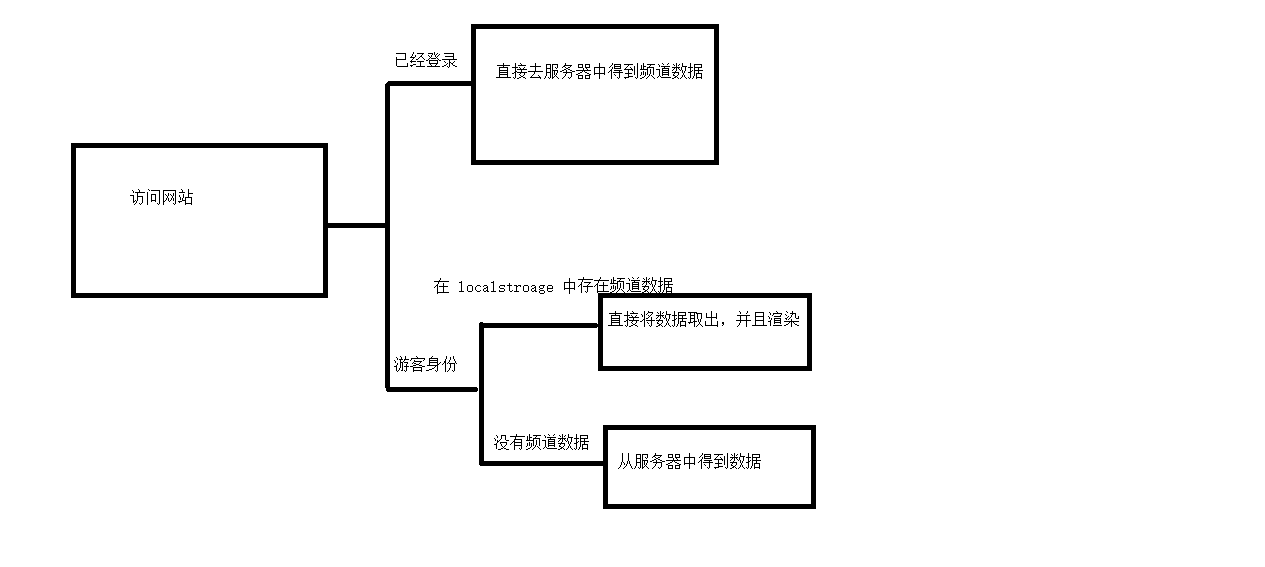 已经登录
直接去服务器中得到频道数据
访问网站
在 localstroage 中存在频道数据
直接将数据取出，并且渲染
游客身份
没有频道数据
从服务器中得到数据